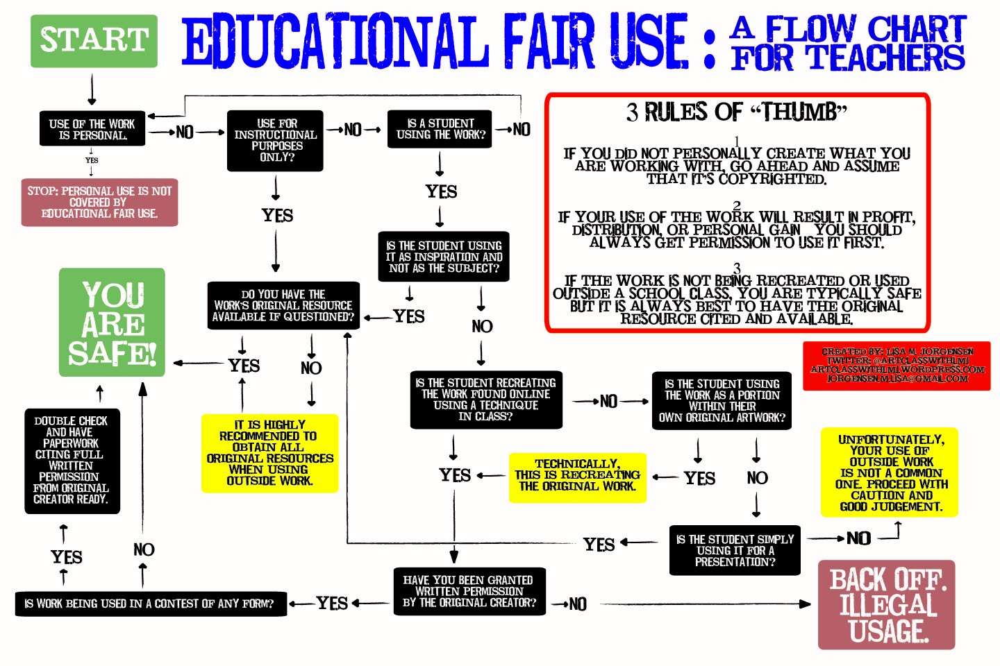 START
EDUCATIONAL FAIR USE :
A FLOW CHART
FOR TEACHERS
USE OF THE WORK
IS PERSONAL.
NO
USE FOR
INSTRUCTIONAL
PURPOSES
ONLY?
NO
IS A STUDENT
USING THE WORK?
NO
YES
STOP: PERSONAL USE IS NOT
COVERED BY
EDUCATIONAL FAIR USE.
YES
YES
3 RULES OF “THUMB”
1
IF YOU DID NOT PERSONALLY CREATE WHAT YOU
ARE WORKING WITH, GO AHEAD AND ASSUME
THAT IT'S COPYRIGHTED.
2
IF YOUR USE OF THE WORK WILL RESULT IN PROFIT,
DISTRIBUTION, OR PERSONAL GAIN YOU SHOULD
ALWAYS GET PERMISSION TO USE IT FIRST.
3
IF THE WORK IS NOT BEING RECREATED OR USED
OUTSIDE A SCHOOL CLASS, YOU ARE TYPICALLY SAFE
BUT IT IS ALWAYS BEST TO HAVE THE ORIGINAL
RESOURCE CITED AND AVAILABLE.
IS THE STUDENT USING
IT AS INSPIRATION AND
NOT AS THE SUBJECT?
YES
NO
DO YOU HAVE THE
WORK'S ORIGINAL RESOURCE
AVAILABLE IF QUESTIONED?
YES
NO
YOU
ARE
SAFE!
CREATED BY: LISA M. JORGENSEN
TWITTER: @ARTCLASSWITHLMJ
ARTCLASSWITHLMJ.WORDPRESS.COM
JORGENSEN.M.LISA@GMAIL.COM
IS THE STUDENT RECREATING
THE WORK FOUND ONLINE
USING A TECHNIQUE
IN CLASS?
NO
IS THE STUDENT USING
THE WORK AS A PORTION
WITHIN THEIR
OWN ORIGINAL ARTWORK?
DOUBLE CHECK
AND HAVE
PAPERWORK
CITING FULL
WRITTEN
PERMISSION
FROM ORIGINAL
CREATOR READY.
IT IS HIGHLY
RECOMMENDED TO
OBTAIN ALL
ORIGINAL RESOURCES
WHEN USING
OUTSIDE WORK.
YES
TECHNICALLY,
THIS IS RECREATING
THE ORIGINAL WORK.
YES
NO
UNFORTUNATELY,
YOUR USE OF
OUTSIDE WORK
IS NOT A COMMON
ONE. PROCEED WITH
CAUTION AND
GOOD JUDGEMENT.
YES
NO
YES
IS THE STUDENT SIMPLY
USING IT FOR A
PRESENTATION?
NO
IS WORK BEING USED IN A CONTEST OF ANY FORM?
YES
HAVE YOU BEEN GRANTED
WRITTEN PERMISSION
BY THE ORIGINAL CREATOR?
NO
BACK OFF.
ILLEGAL
USAGE.